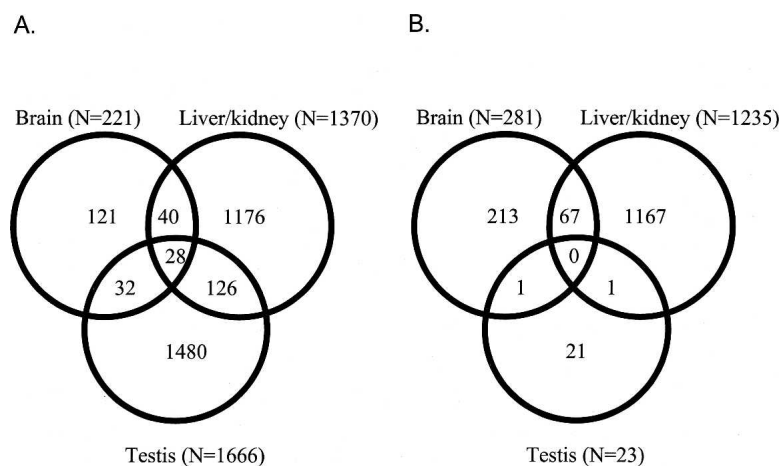 A.
B.
Brain (N=221) Liver/kidney (N=1370)
Brain (N=281) Liver/kidney (N=1235)
121 40 1176
28
32 126
1480
Testis (N=1666)
213 67 1167
0
1 1
21
Testis (N=23)